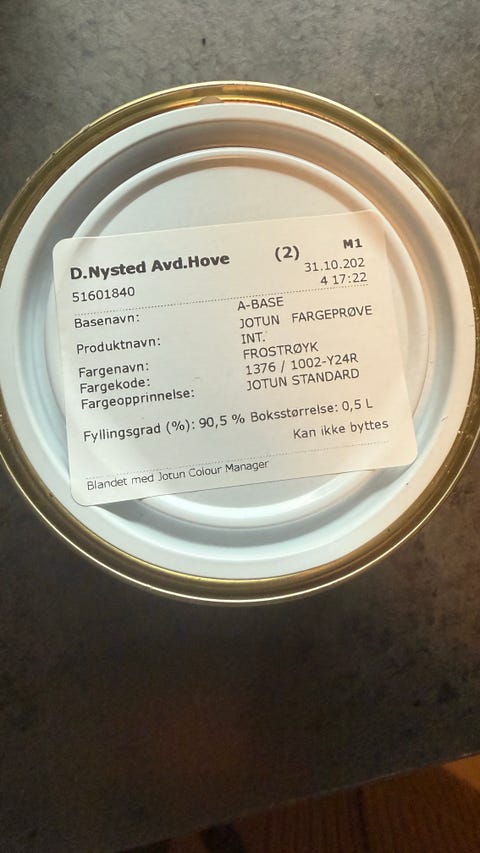 D.Nysted Avd.Hove (2) M1
51601840 31.10.202
4 17:22
Basenavn: A-BASE
Produktnavn: JOTUN FARGEPRØVE
INT.
Fargenavn: FROSTRØYK
Fargekode: 1376 / 1002-Y24R
Fargeopprinnelse: JOTUN STANDARD
Fyllingsgrad (%): 90,5 % Boksstørrelse: 0,5 L
Kan ikke byttes
Blandet med Jotun Colour Manager